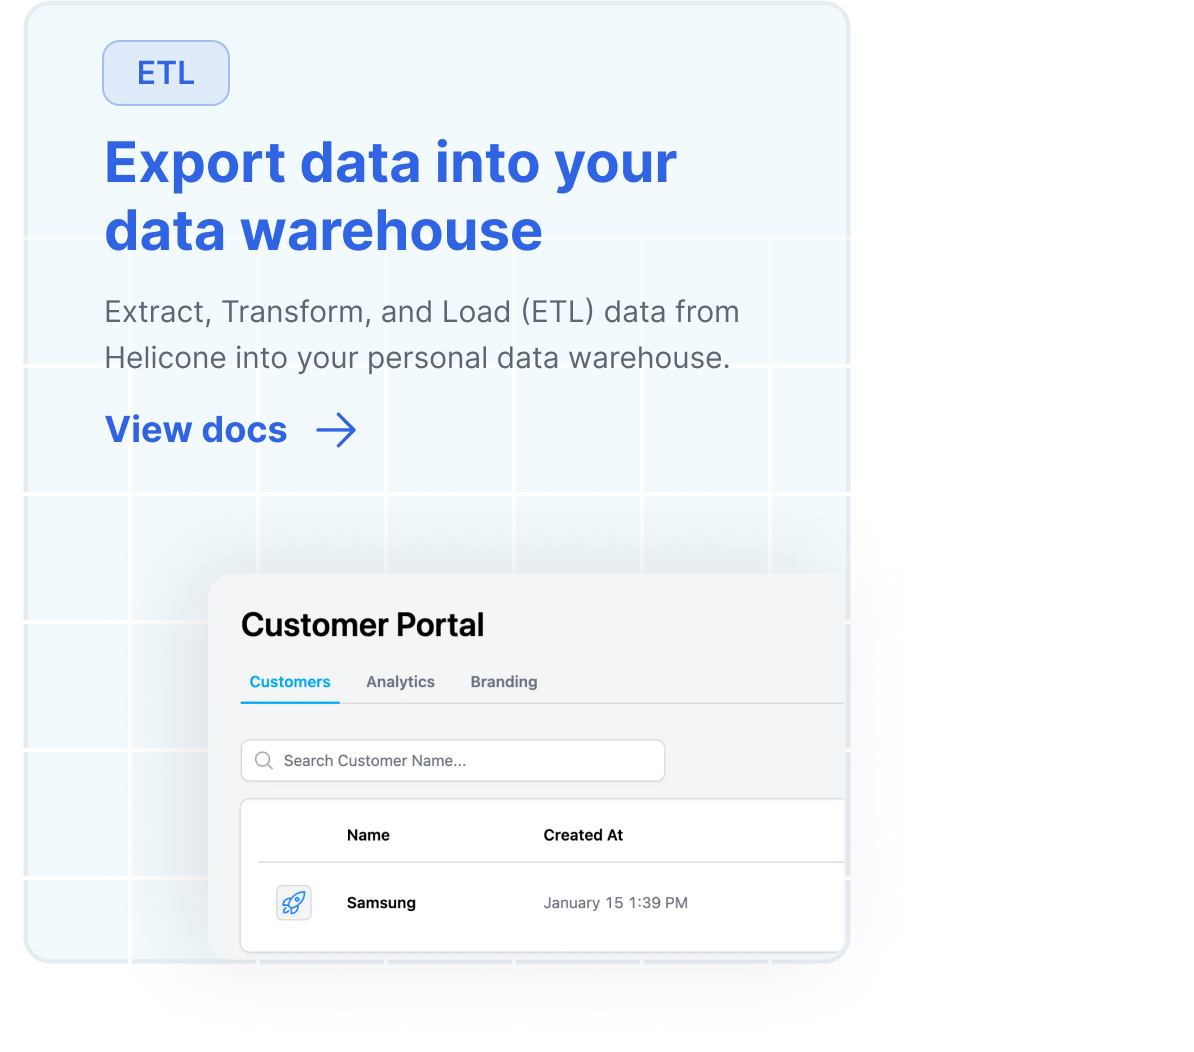 ETL
Export data into your
data warehouse
Extract, Transform, and Load (ETL) data from
Helicone into your personal data warehouse.
View docs
Customer Portal
Customers Analytics Branding
Search Customer Name...
Name Created At
Samsung January 15 1:39 PM